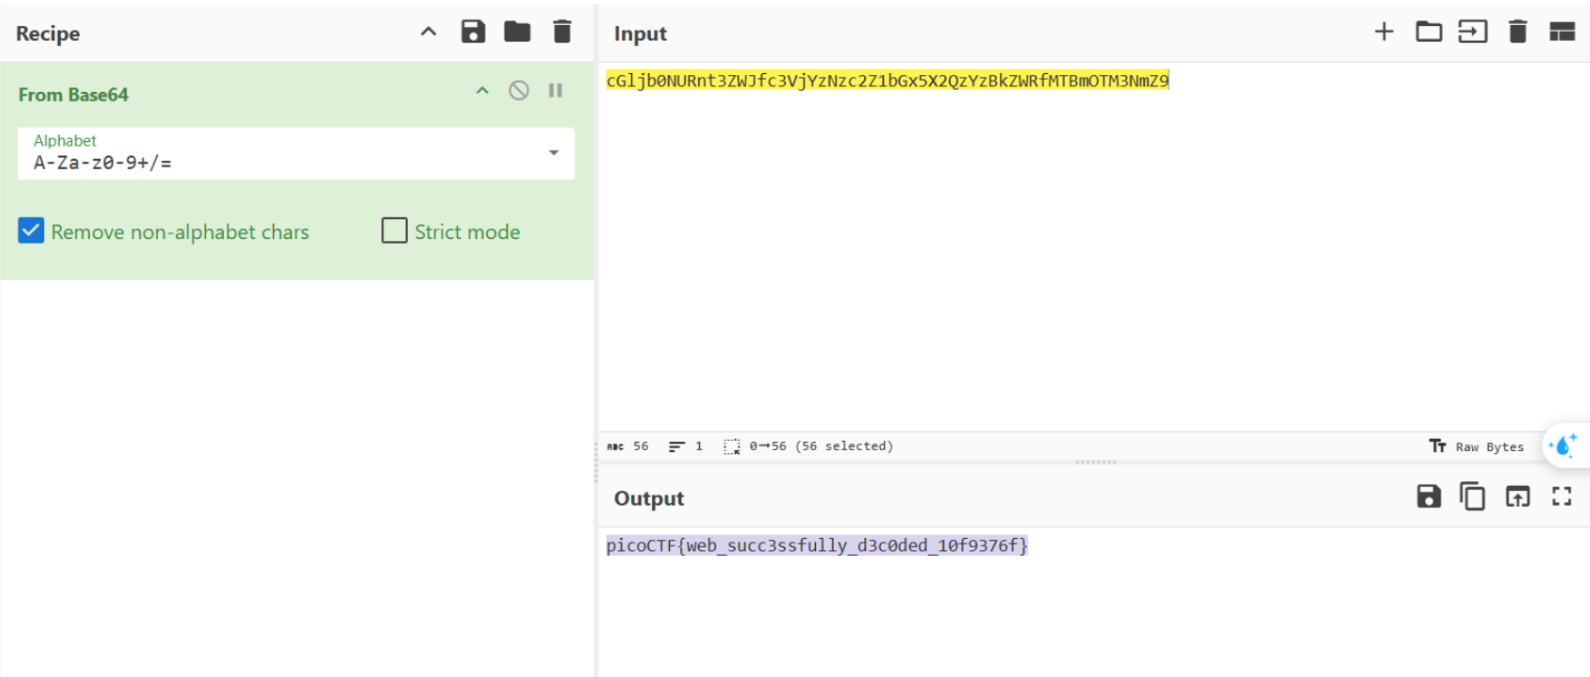 Recipe
Input
From Base64
Alphabet
A-Za-z0-9+/=
Remove non-alphabet chars
Strict mode
cGljb0NURnt3ZWJfc3VjYzNzc2Z1bGx5X2QzYzBkZWRfMTBmOTM3NmZ9
ABC 56
1
0→56 (56 selected)
Tт Raw Bytes
Output
picoCTF{web_succ3ssfully_d3c0ded_10f9376f}